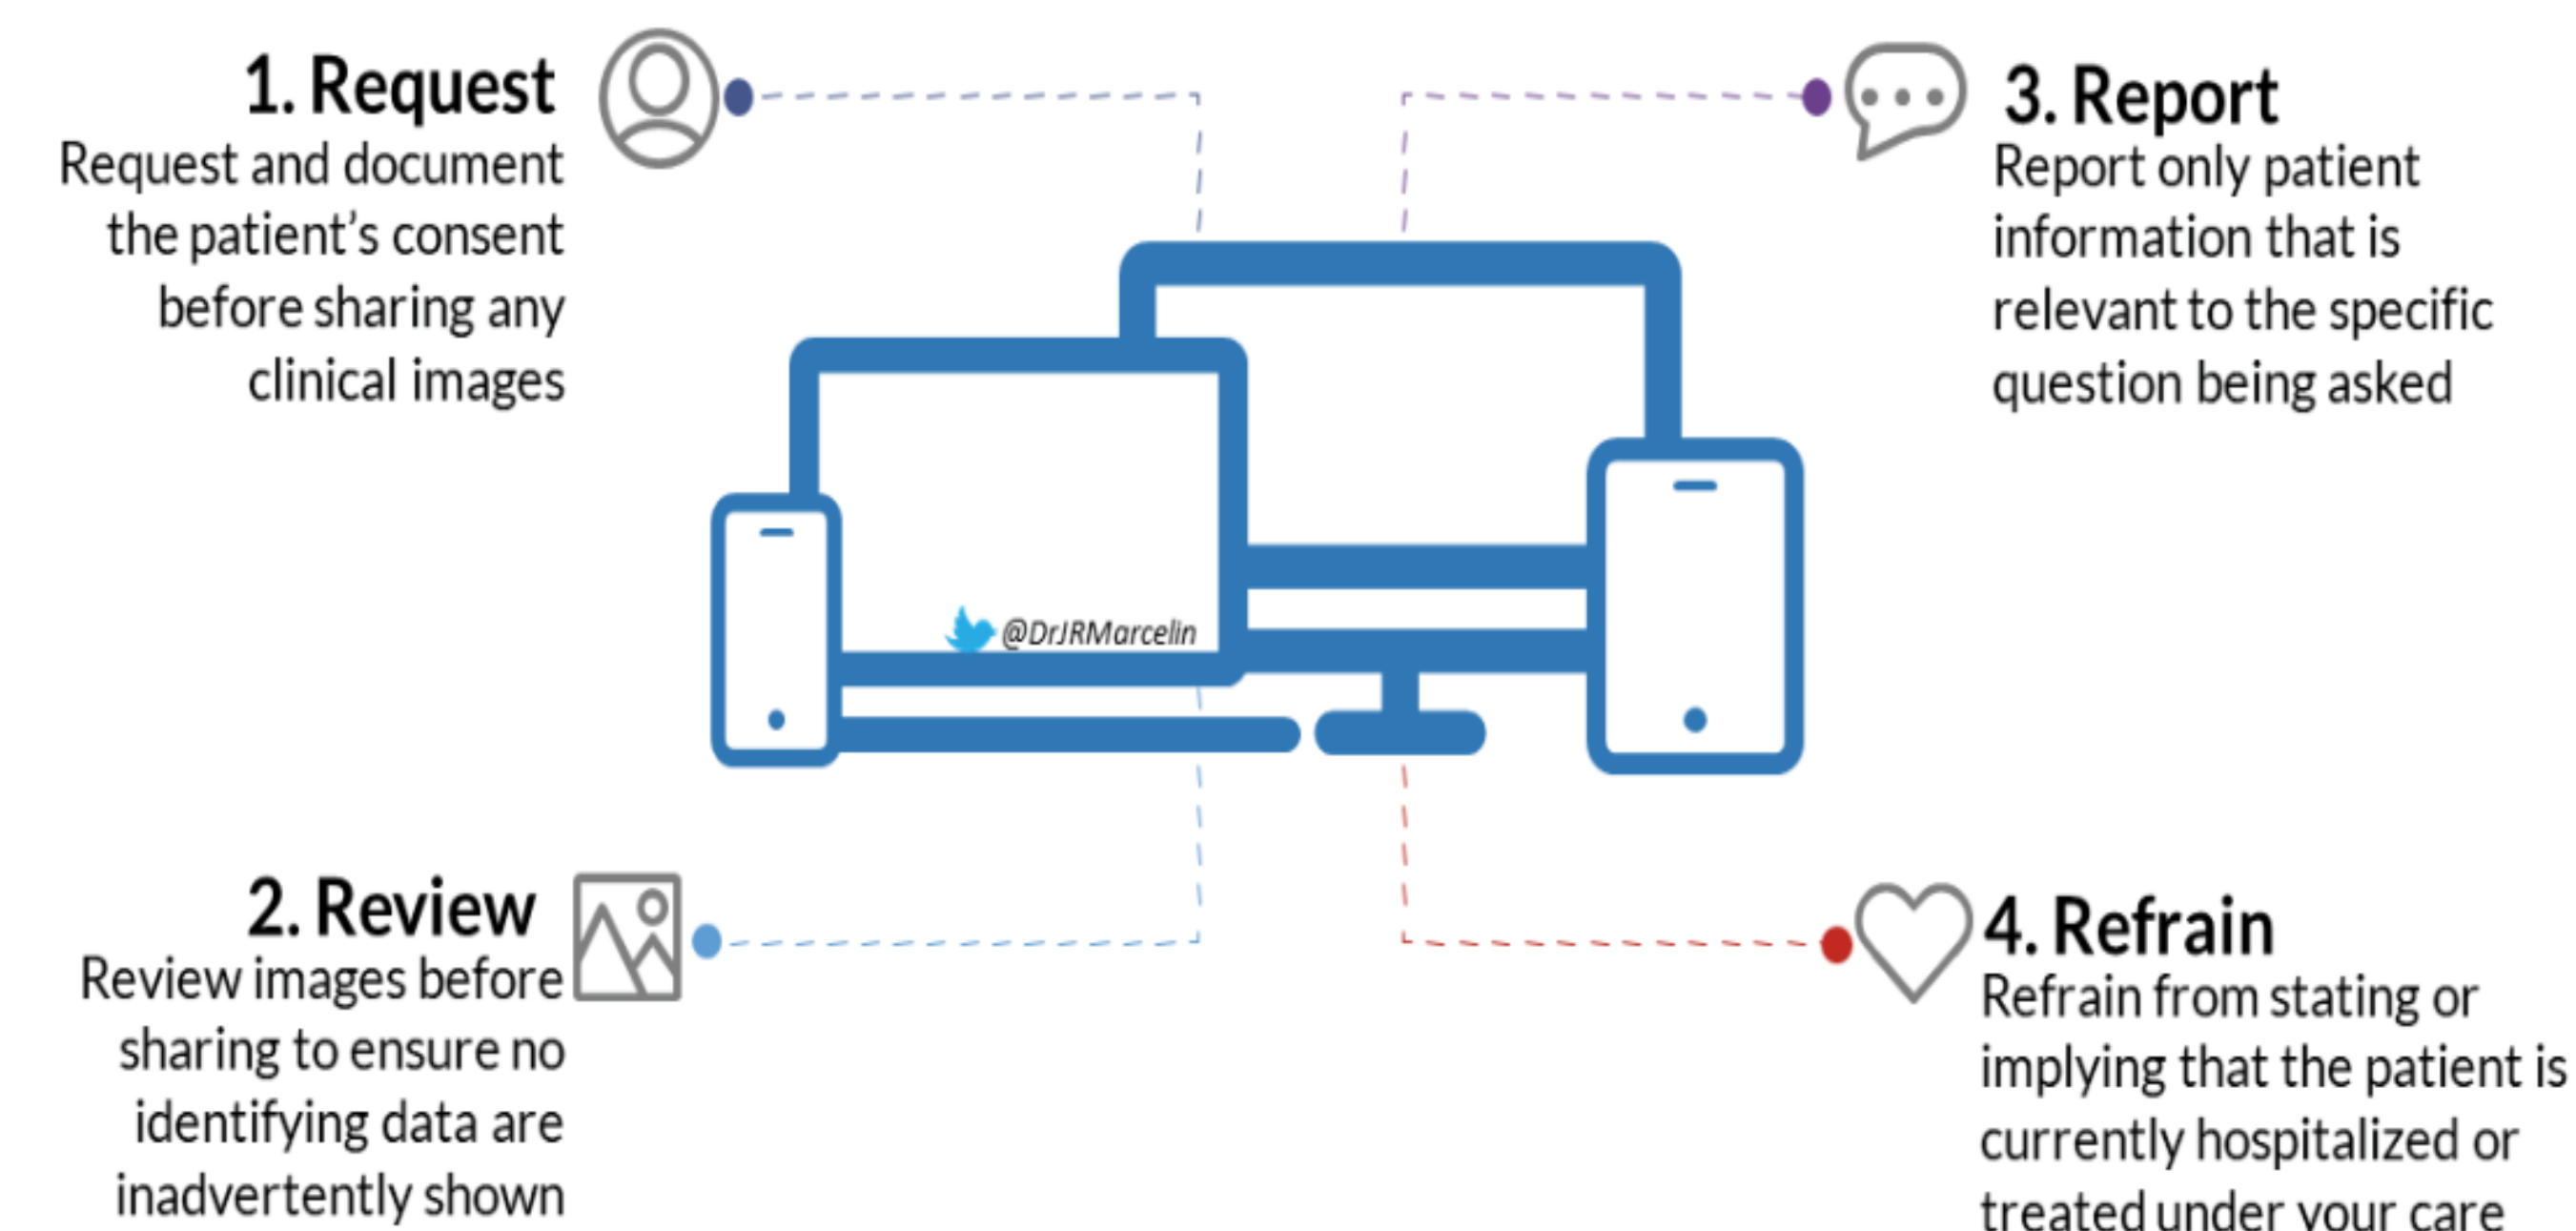 1. Request
Request and document
the patient's consent
before sharing any
clinical images
2. Review
Review images before
sharing to ensure no
identifying data are
inadvertently shown
@DrJRMarcelin
3. Report
Report only patient
information that is
relevant to the specific
question being asked
4. Refrain
Refrain from stating or
implying that the patient is
currently hospitalized or
treated under your care